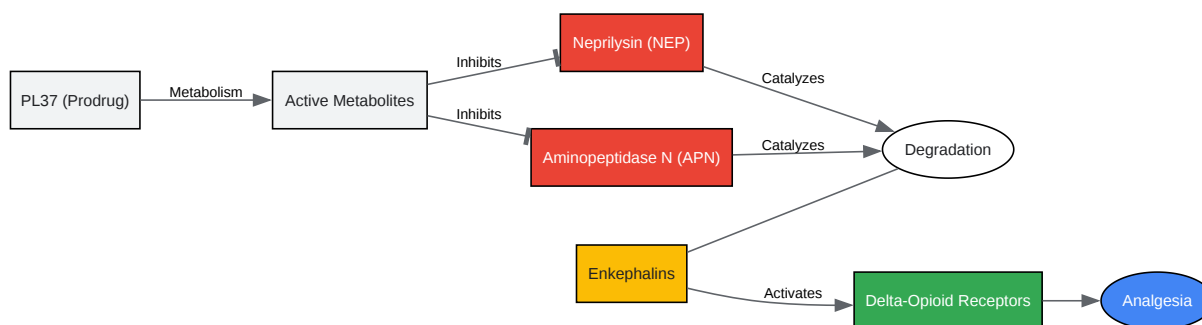 Neprilysin (NEP)
Inhibits
Catalyzes
PL37 (Prodrug)
Metabolism
Active Metabolites
Inhibits
Aminopeptidase N (APN)
Catalyzes
Degradation
Enkephalins
Activates
Delta-Opioid Receptors
Analgesia